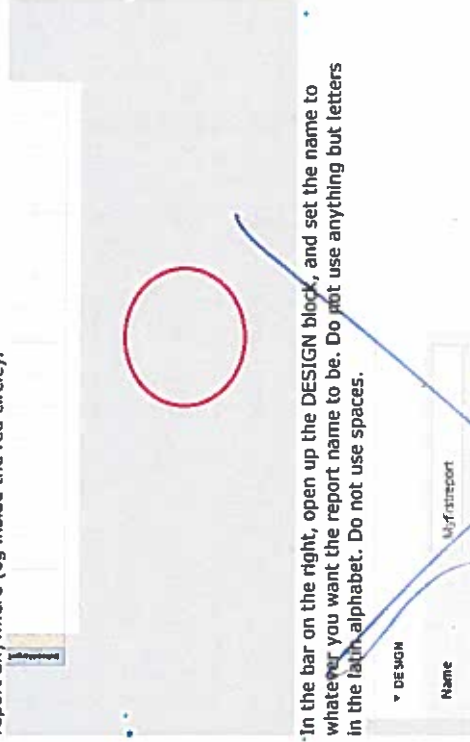 report anywhere (eg inside the red circle).
In the bar on the right, open up the DESIGN block, and set the name to
whatever you want the report name to be. Do not use anything but letters
in the latin alphabet. Do not use spaces.
▼ DESIGN
Name
Myfirstreport